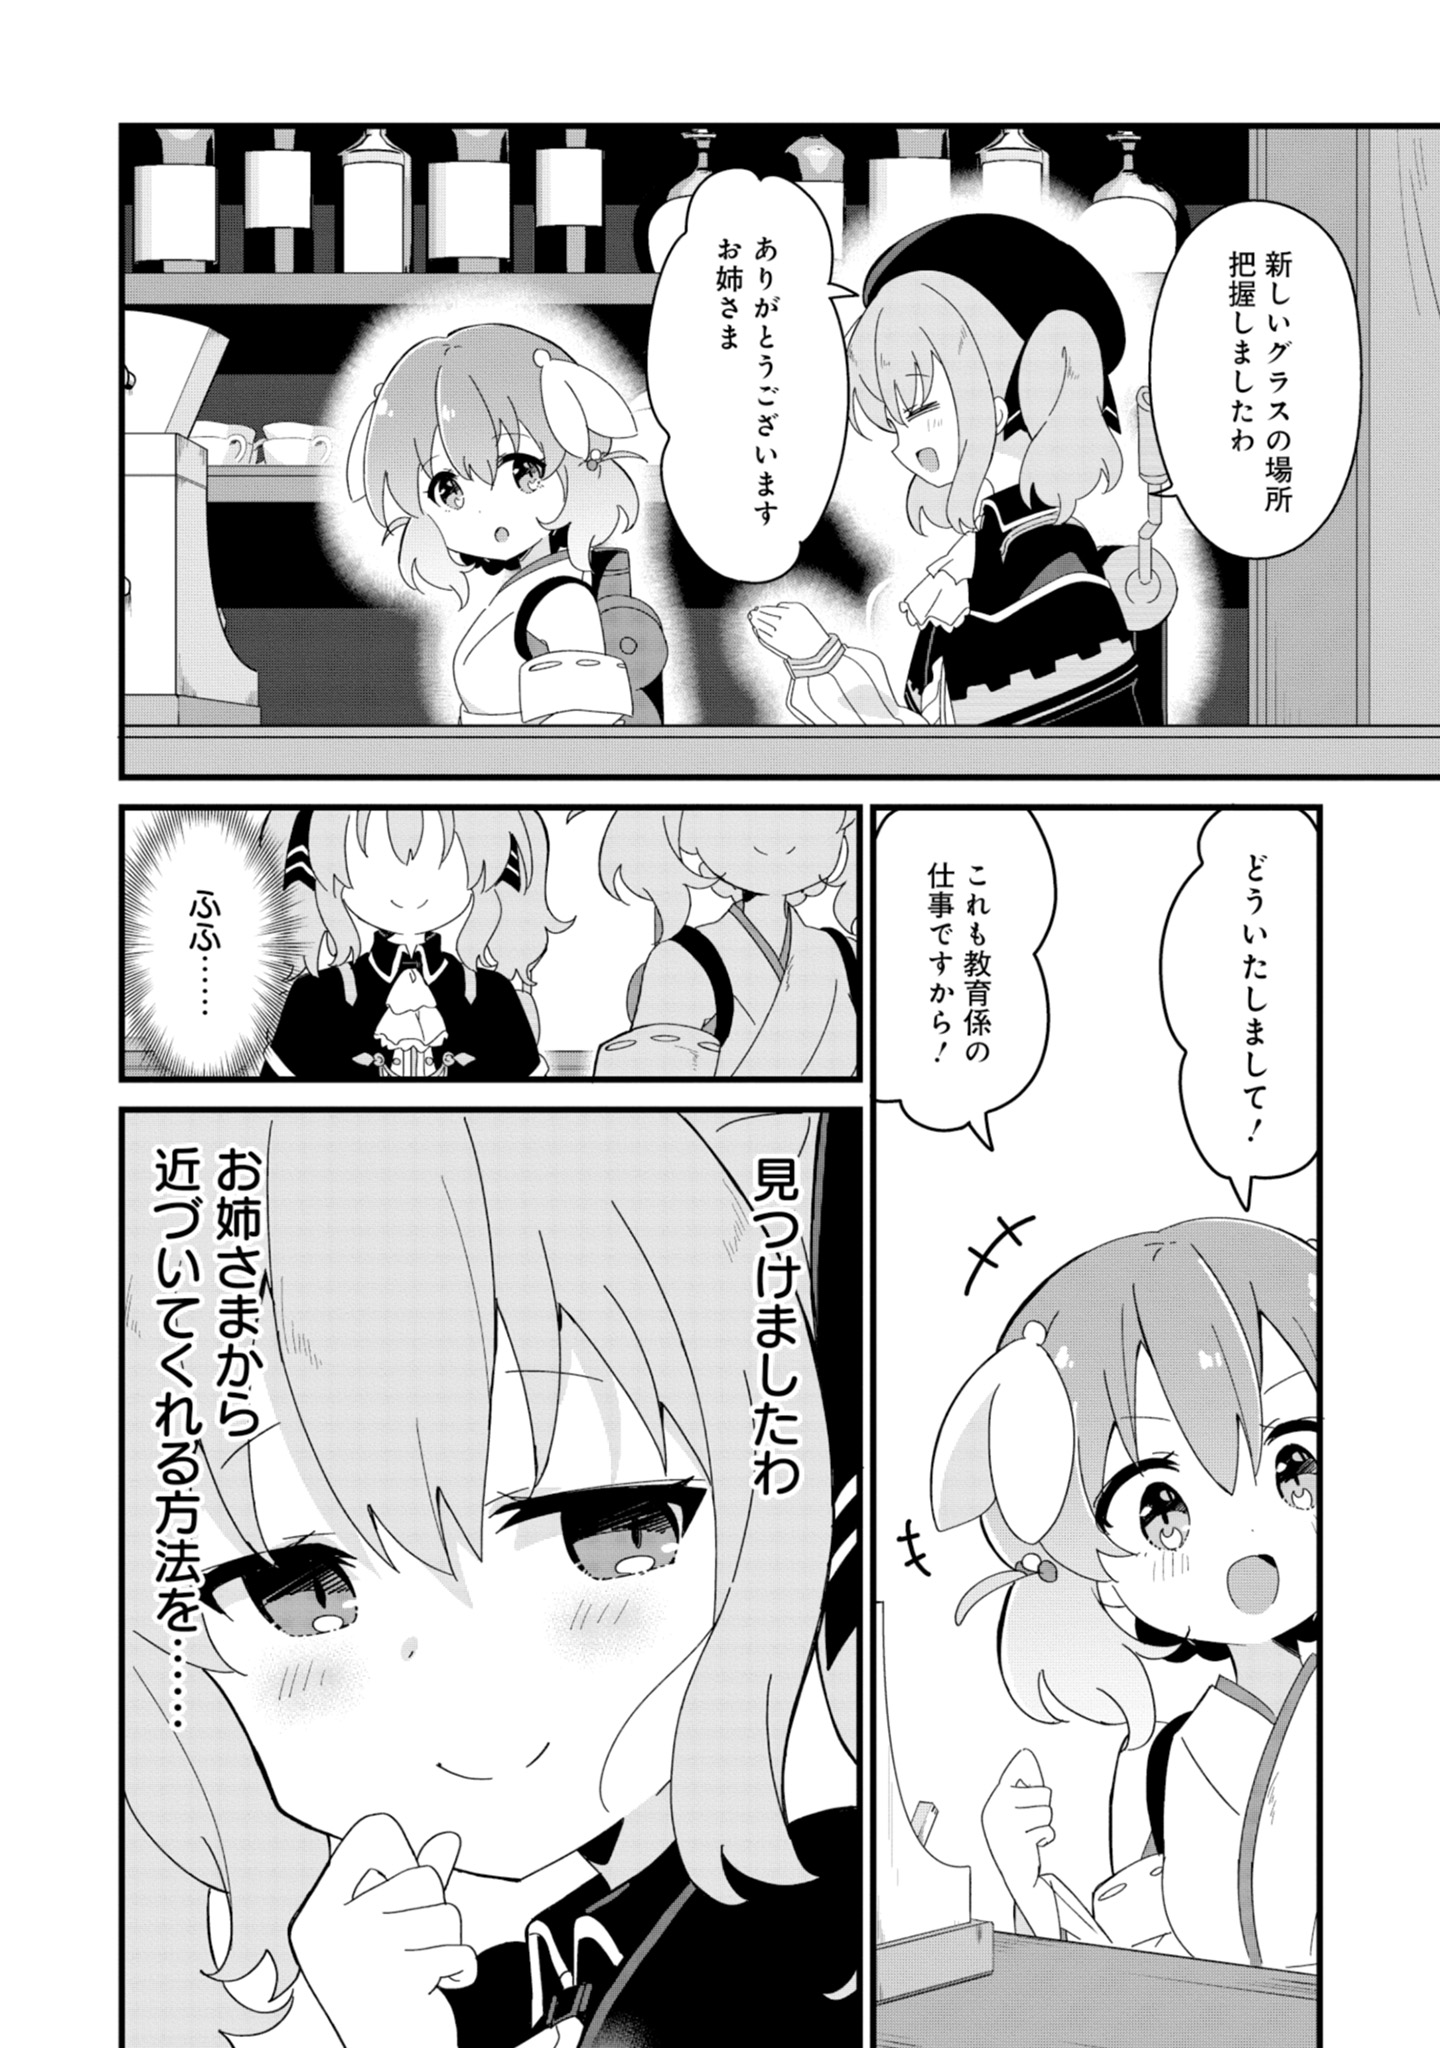 新しいグラスの場所
把握しましたわ
ありがとうございます
お姉さま
どういたしまして！
これも教育係の
仕事ですから！
ふふ……
見つけましたわ
お姉さまから
近づいてくれる方法を……